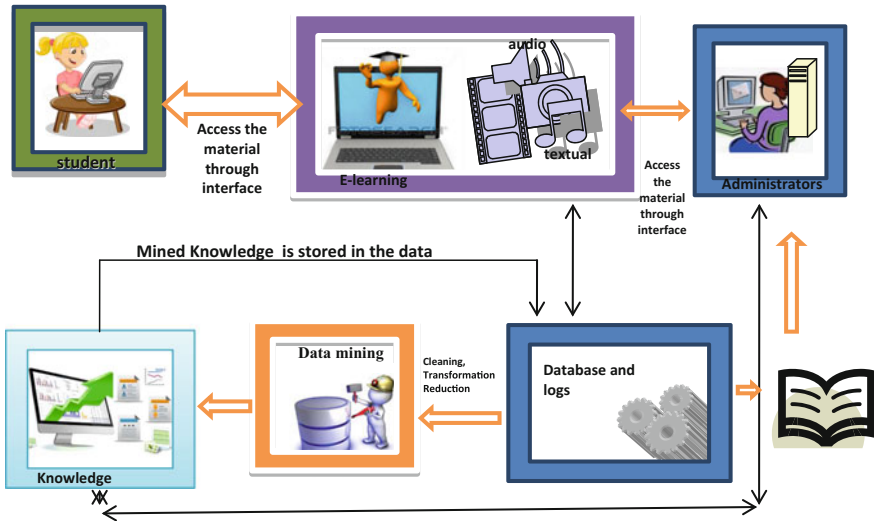 audio
textual
E-learning
student
Access the
material
through
interface
Access
the
material
through
interface
Administrators
Mined Knowledge is stored in the data
Data mining
Cleaning,
Transformation
Reduction
Database and
logs
Knowledge